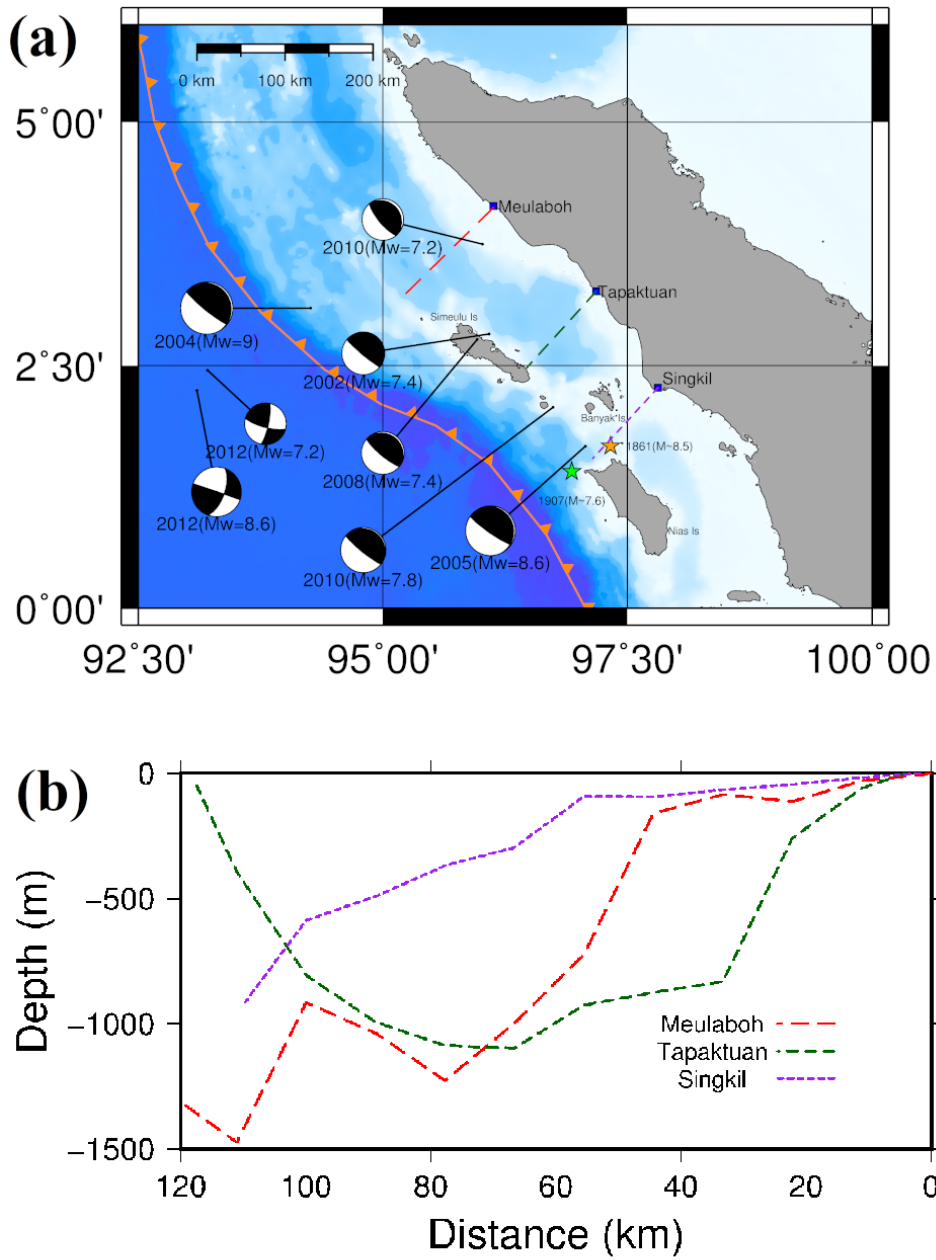 (a)
0 km
100 km
200 km
5°00'
2°30'
0°00'
92°30'
95°00'
97°30'
100°00'
Meulaboh
2010(Mw=7.2)
Tapaktuan
Simeulu Is
2004(Mw=9)
2002(Mw=7.4)
Singkil
Banyak Is
2012(Mw=7.2)
1861(M~8.5)
2008(Mw=7.4)
2012(Mw=8.6)
1907(M~7.6)
Nias Is
2005(Mw=8.6)
2010(Mw=7.8)
(b)
Depth (m)
0
−500
−1000
−1500
Meulaboh
Tapaktuan
Singkil
120
100
80
60
40
20
0
Distance (km)